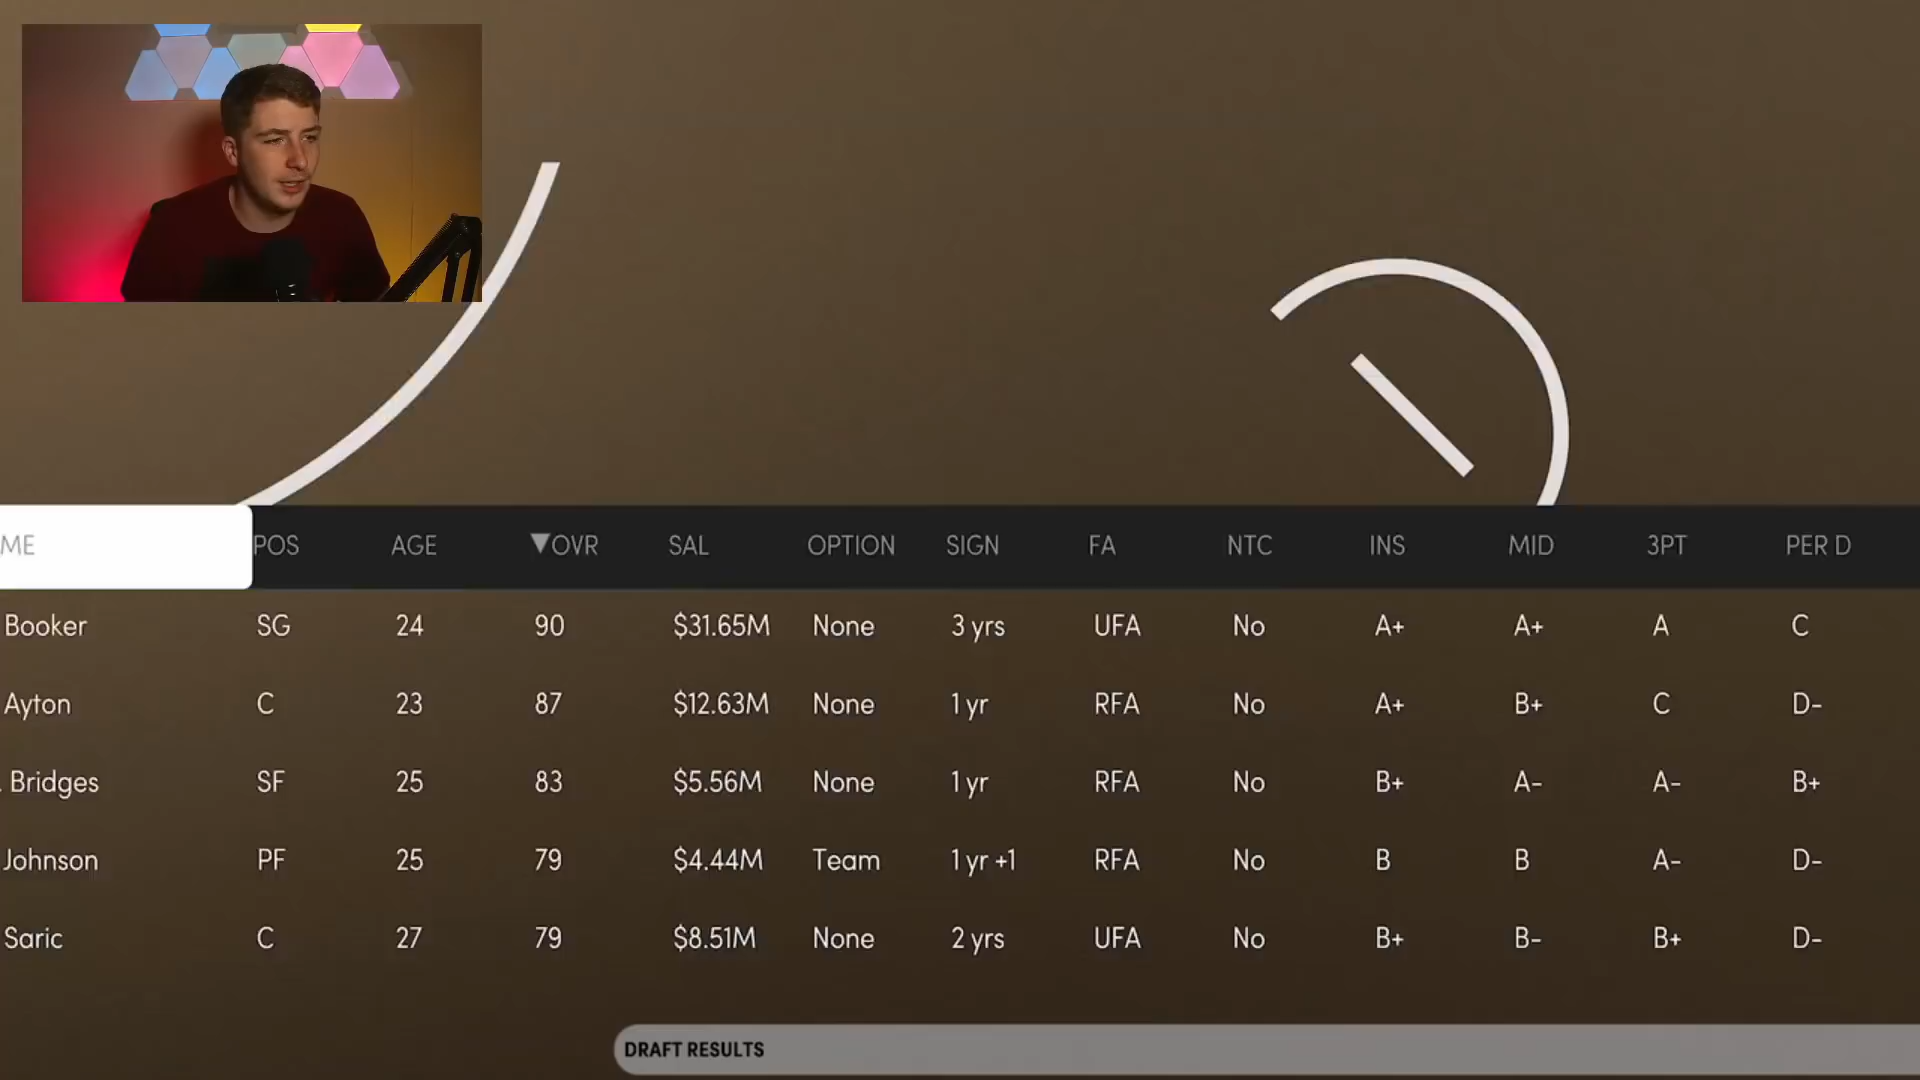 ME POS AGE ▼OVR SAL OPTION SIGN FA NTC INS MID 3PT PER D
Booker SG 24 90 $31.65M None 3 yrs UFA No A+ A+ A C
Ayton C 23 87 $12.63M None 1 yr RFA No A+ B+ C D-
. Bridges SF 25 83 $5.56M None 1 yr RFA No B+ A- A- B+
Johnson PF 25 79 $4.44M Team 1 yr +1 RFA No B B A- D-
Saric C 27 79 $8.51M None 2 yrs UFA No B+ B- B+ D-
DRAFT RESULTS